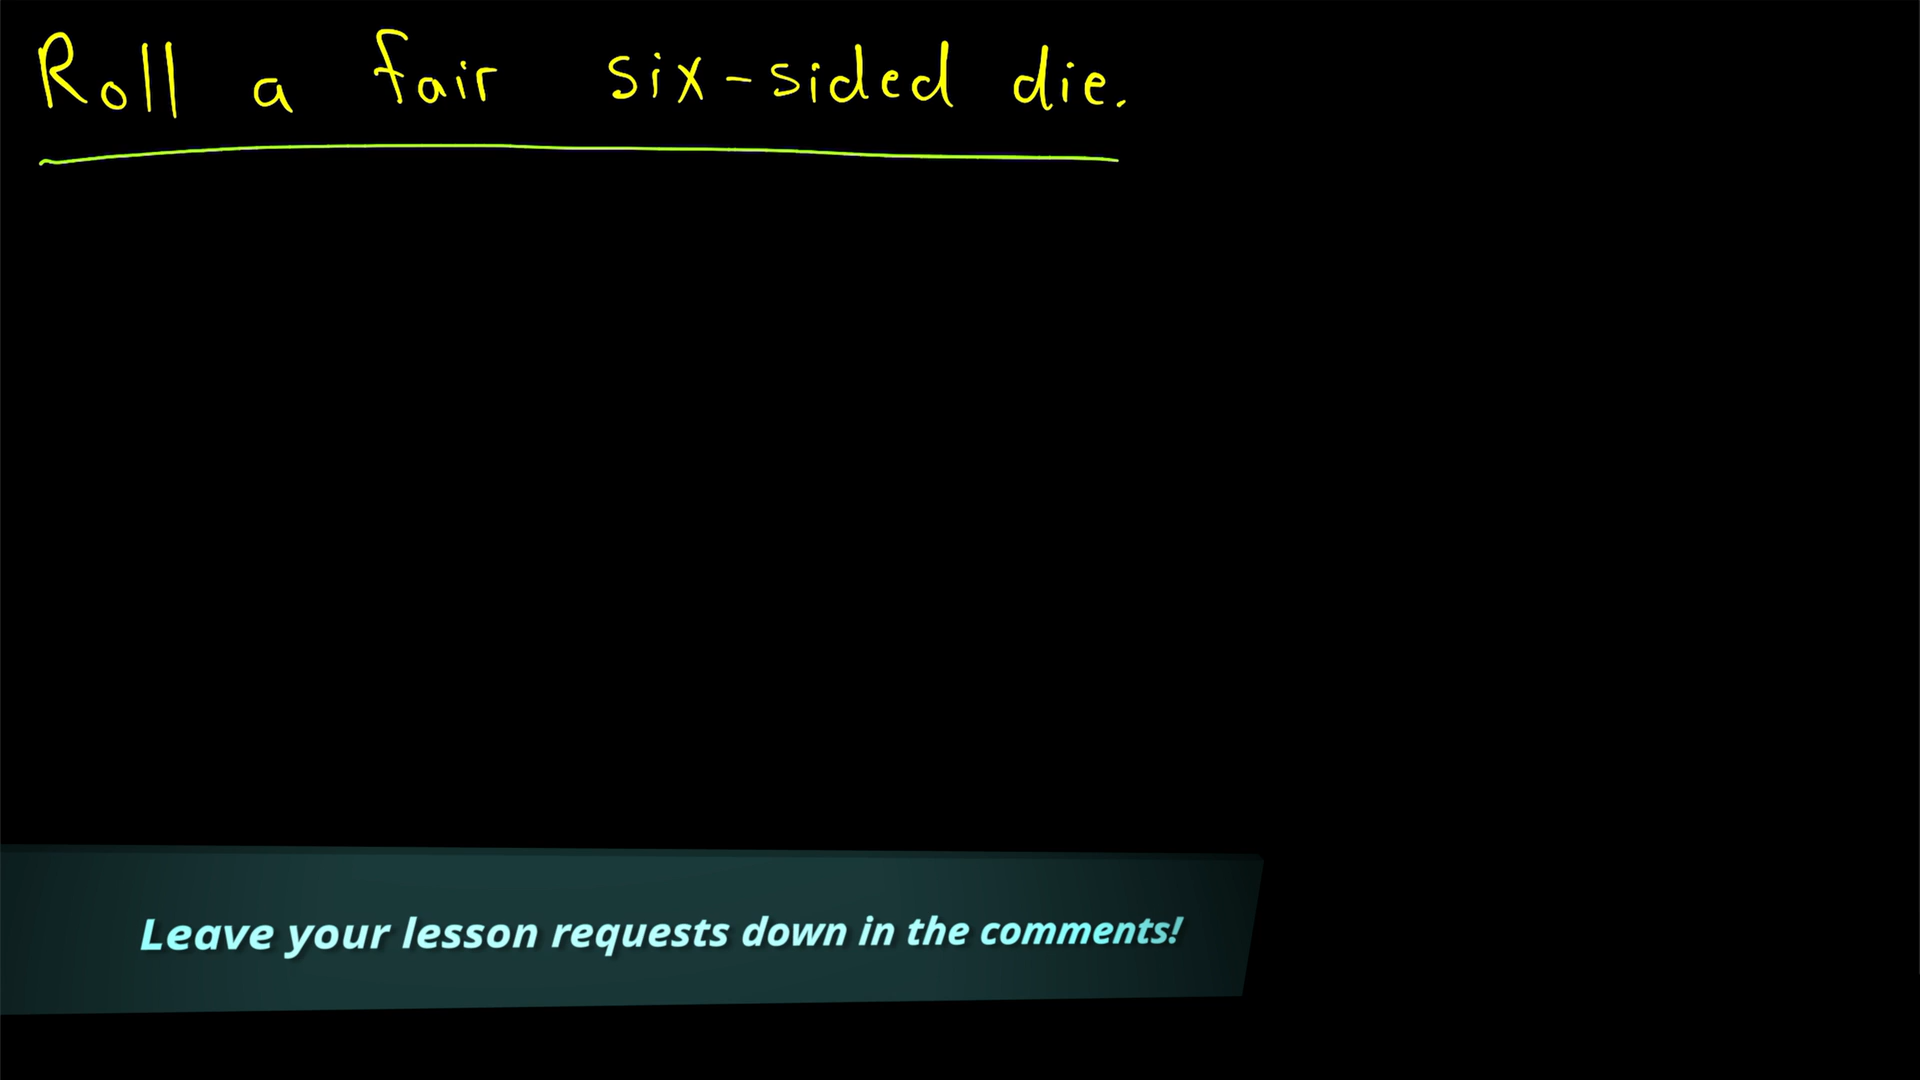 Roll a fair six-sided die.
Leave your lesson requests down in the comments!